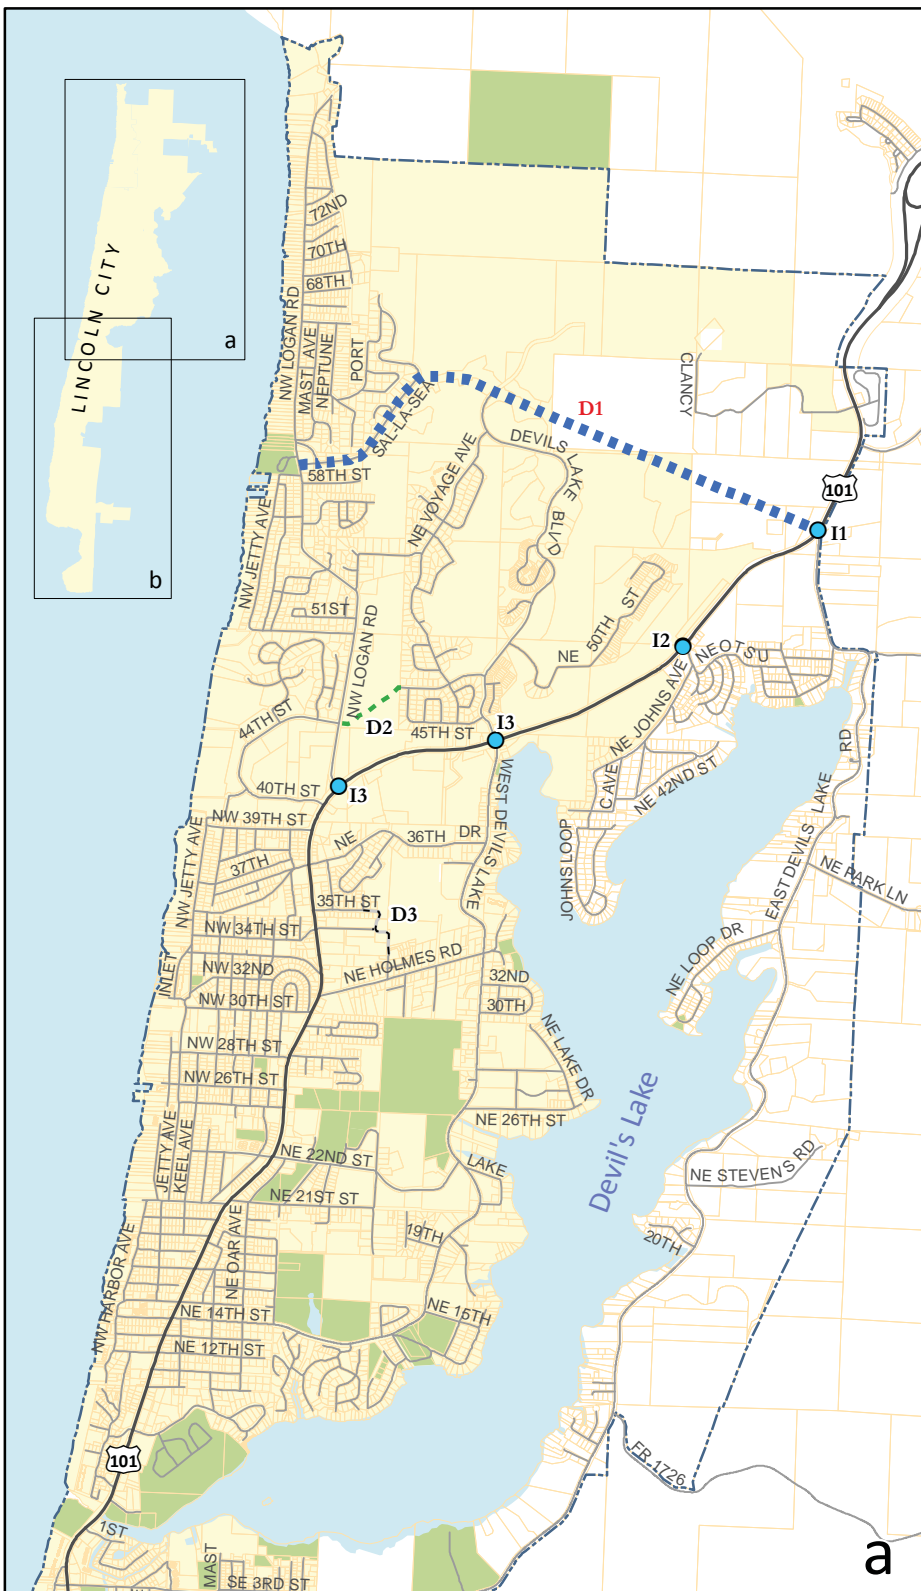 72ND
70TH
68TH
NW LOGAN RD
MAST AVE
NEPTUNE
PORT
SAL-LA-SEA
58TH ST
D1
CLANCY
LINCOLN CITY
a
b
DEVILS LAKE BLVD
NE VOYAGE AVE
101
I1
NW JETTY AVE
51ST
NW LOGAN RD
NE 50TH ST
I2
NEOTSU
NE JOHNS AVE
44TH ST
D2
45TH ST
I3
I3
40TH ST
C AVE
NE 42ND ST
NW 39TH ST
NE 36TH DR
WEST DEVILS LAKE
JOHNS LOOP
EAST DEVILS LAKE RD
NE PARK LN
NW JETTY AVE
37TH
35TH ST
D3
NW 34TH ST
NE HOLMES RD
NE LOOP DR
INLET
NW 32ND
32ND
NW 30TH ST
30TH
NE LAKE DR
NW 28TH ST
NW 26TH ST
NE 26TH ST
Devil's Lake
JETTY AVE
KEEL AVE
NE 22ND ST
LAKE
NE STEVENS RD
NE 21ST ST
NE OAR AVE
19TH
20TH
NW HARBOR AVE
NE 14TH ST
NE 15TH
NE 12TH ST
101
FR 1726
1ST
MAST
SE 3RD ST
a